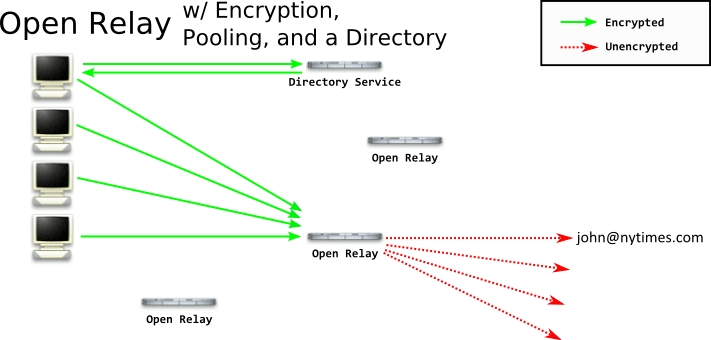 Open Relay
w/ Encryption,
Pooling, and a Directory
Encrypted
Unencrypted
Directory Service
Open Relay
john@nytimes.com
Open Relay
Open Relay